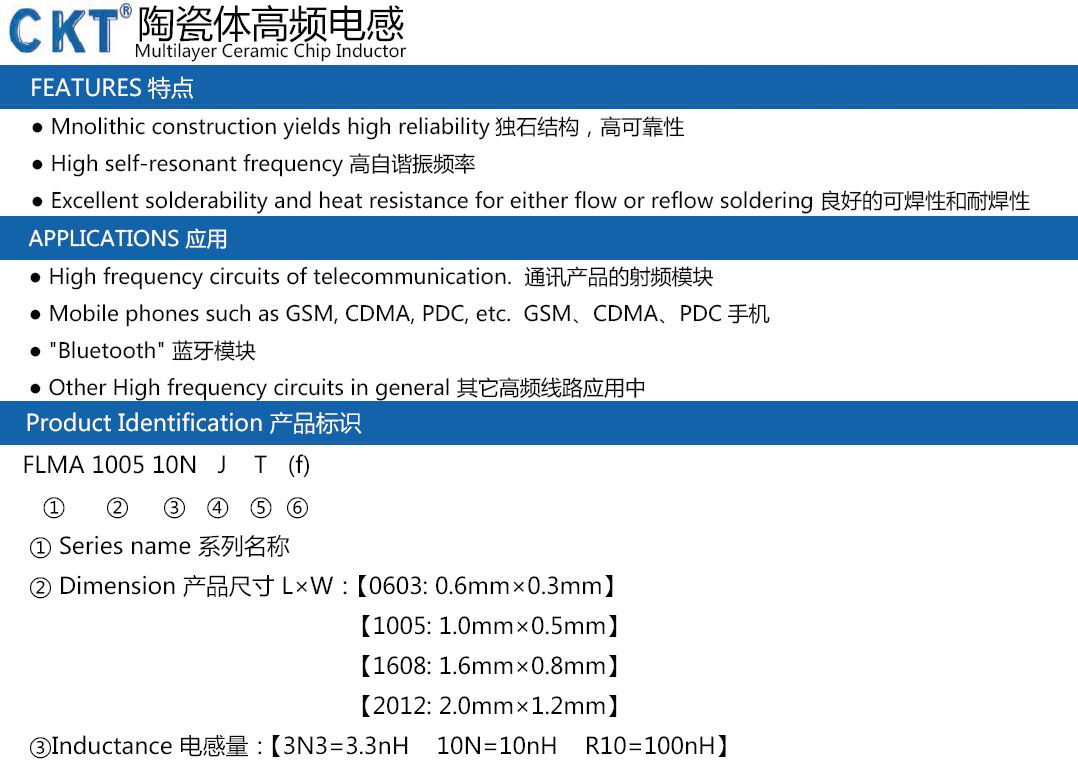 CKT® 陶瓷体高频电感
Multilayer Ceramic Chip Inductor
FEATURES 特点
● Mnolithic construction yields high reliability 独石结构，高可靠性
● High self-resonant frequency 高自谐振频率
● Excellent solderability and heat resistance for either flow or reflow soldering 良好的可焊性和耐焊性
APPLICATIONS 应用
● High frequency circuits of telecommunication. 通讯产品的射频模块
● Mobile phones such as GSM, CDMA, PDC, etc. GSM、CDMA、PDC 手机
● "Bluetooth" 蓝牙模块
● Other High frequency circuits in general 其它高频线路应用中
Product Identification 产品标识
FLMA 1005 10N J T (f)
① ② ③ ④ ⑤ ⑥
① Series name 系列名称
② Dimension 产品尺寸 L×W：【0603: 0.6mm×0.3mm】
【1005: 1.0mm×0.5mm】
【1608: 1.6mm×0.8mm】
【2012: 2.0mm×1.2mm】
③Inductance 电感量：【3N3=3.3nH 10N=10nH R10=100nH】